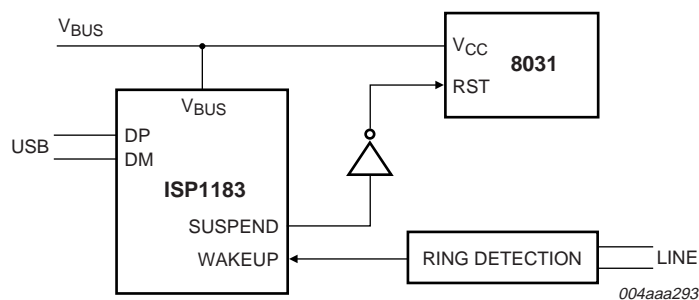 VBUS
VCC
8031
RST
VBUS
USB
DP
DM
ISP1183
SUSPEND
WAKEUP
RING DETECTION
LINE
004aaa293